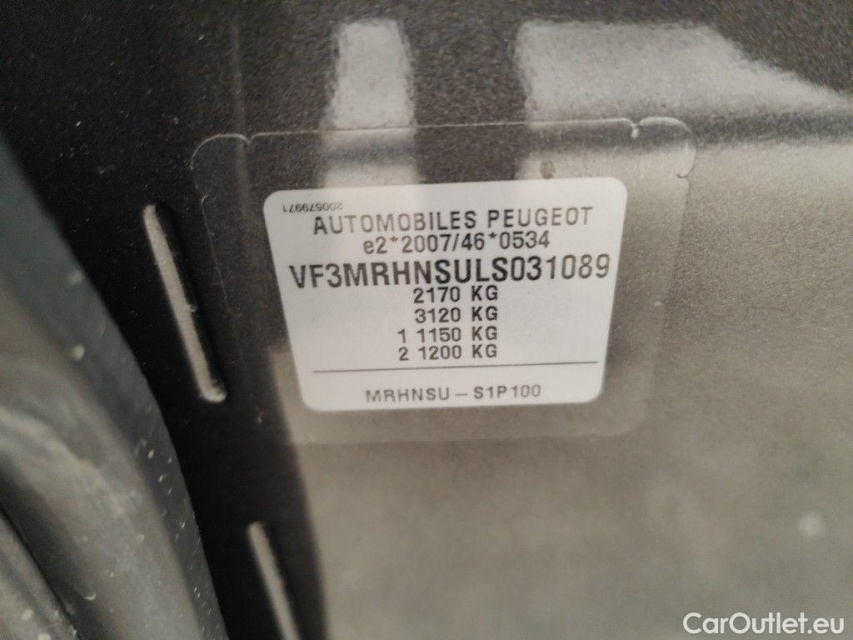 200579971
AUTOMOBILES PEUGEOT
e2*2007/46*0534
VF3MRHNSULS031089
2170 KG
3120 KG
1 1150 KG
2 1200 KG
MRHNSU - S1P100
CarOutlet.eu